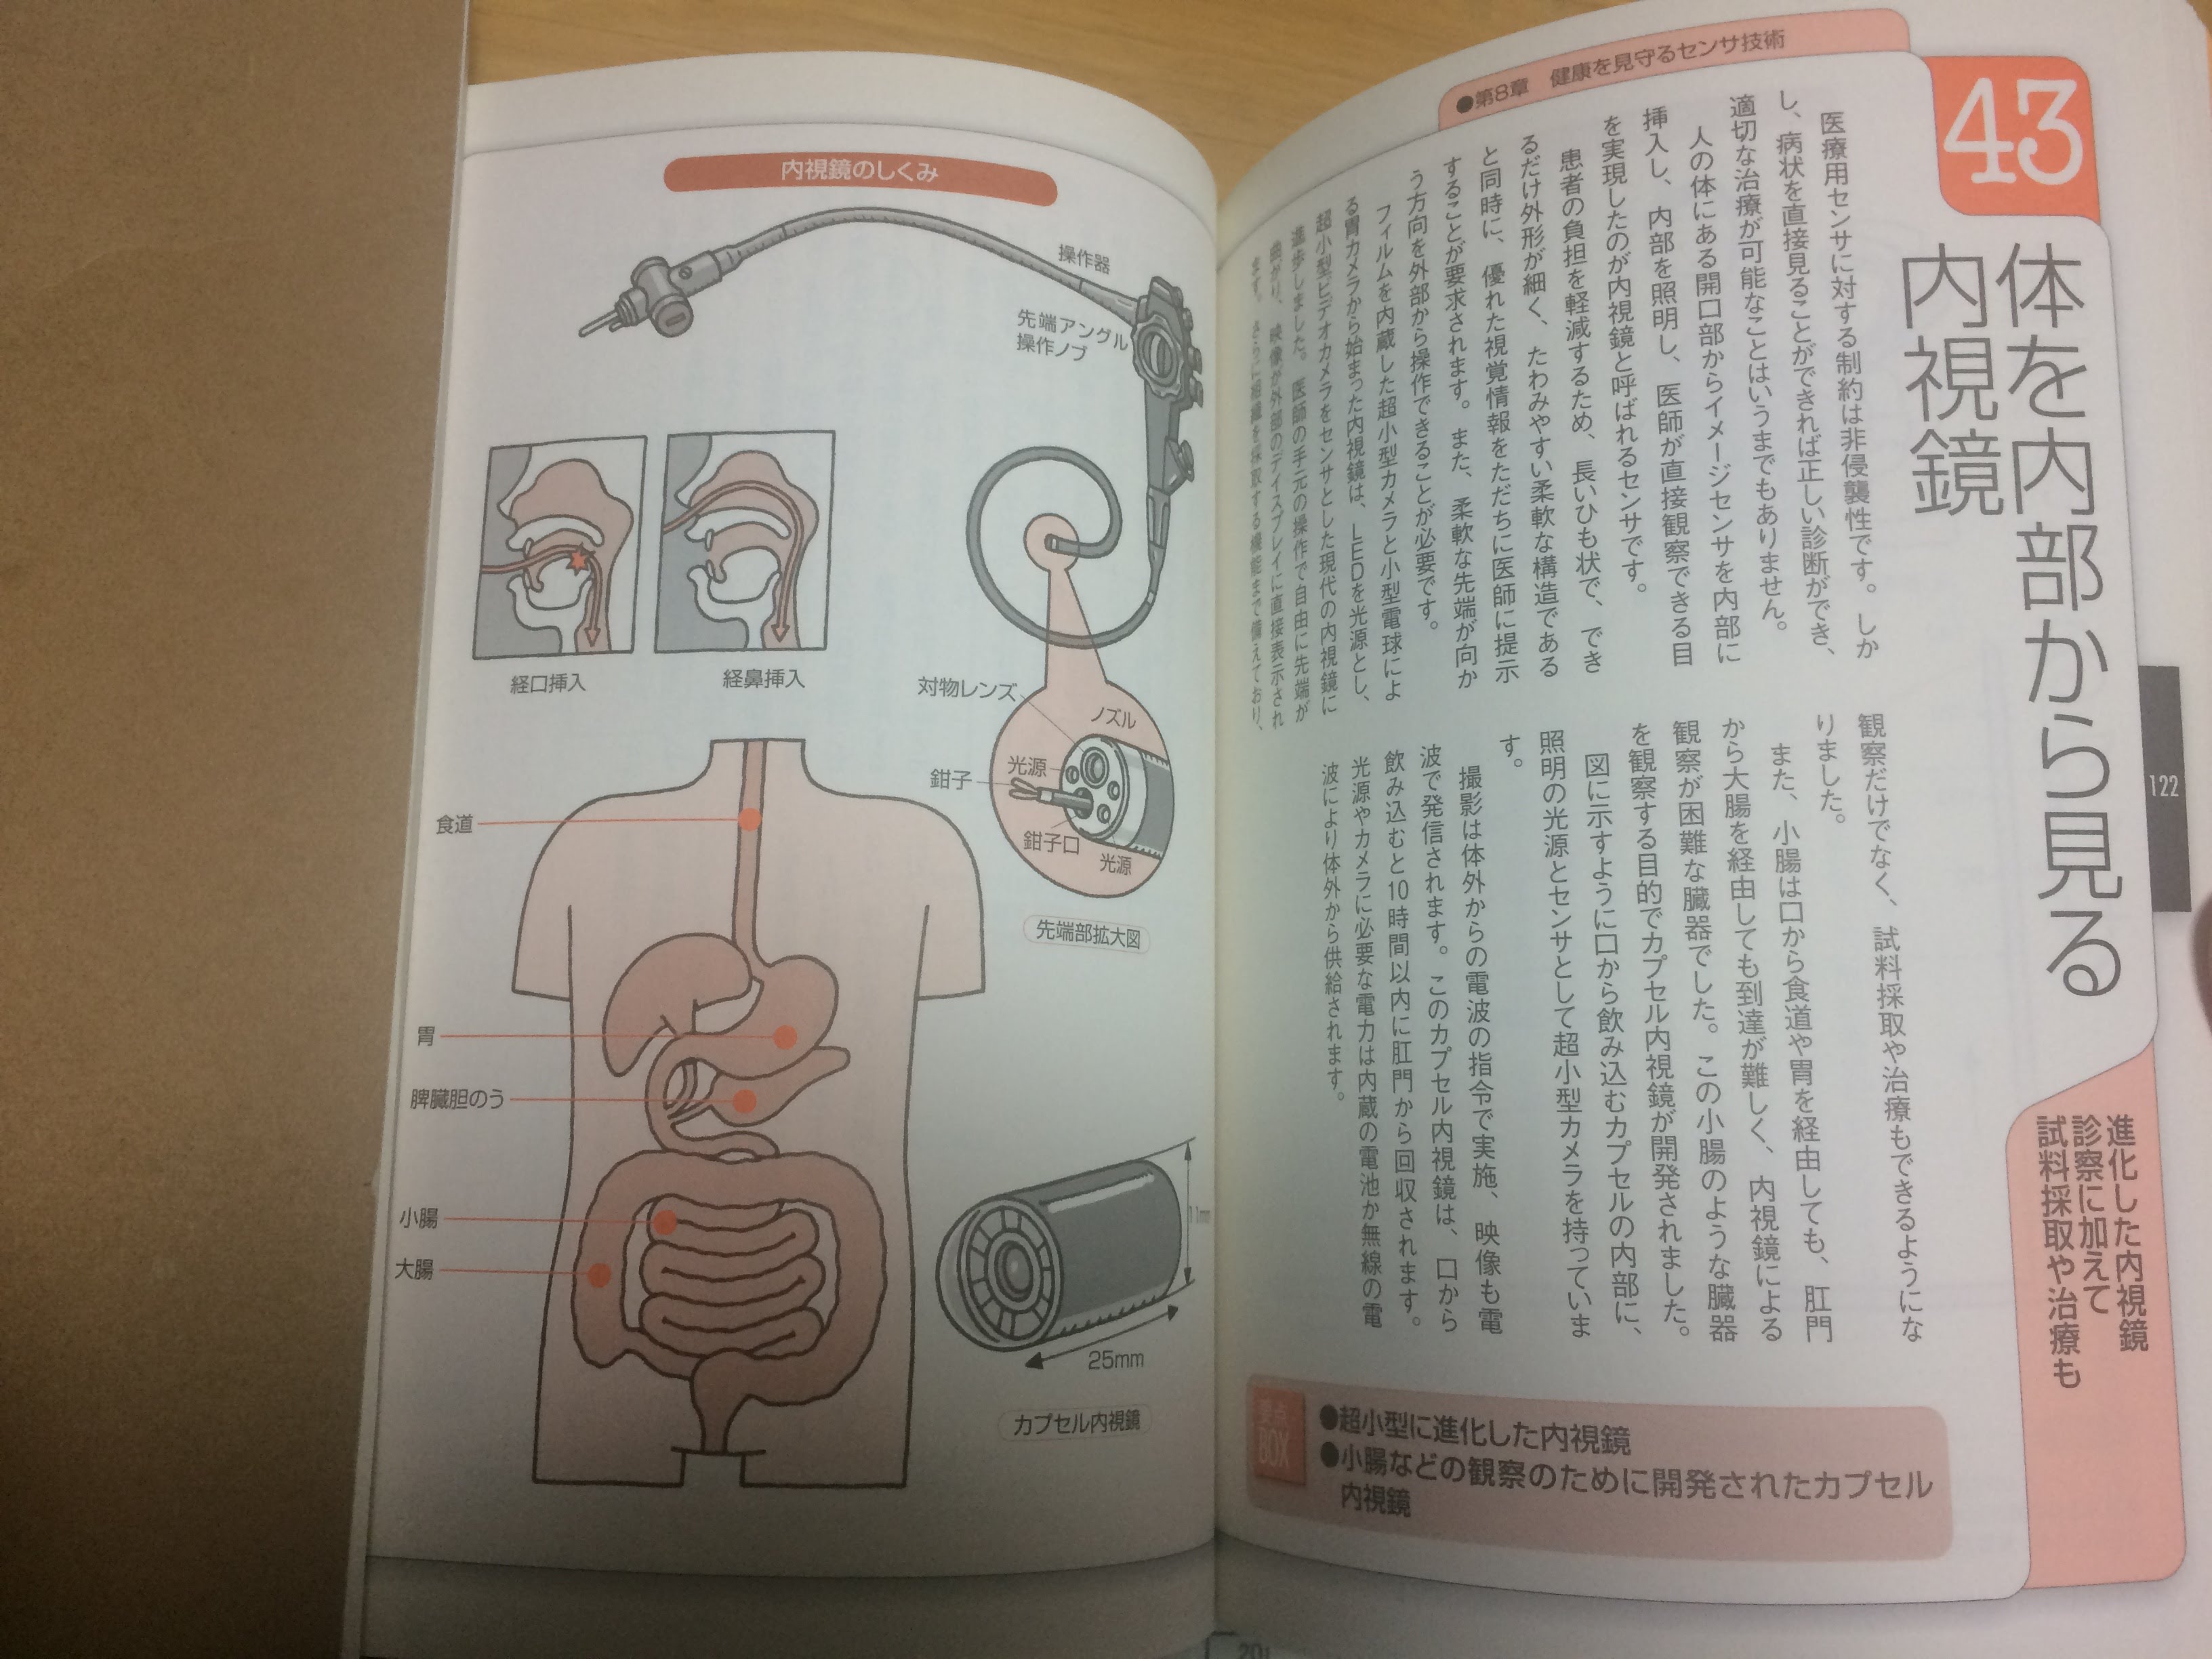 ●第8章 健康を見守るセンサ技術
43
体を内部から見る
内視鏡
122
進化した内視鏡
診察に加えて
試料採取や治療も
医療用センサに対する制約は非侵襲性です。しか
し、病状を直接見ることができれば正しい診断ができ、
適切な治療が可能なことはいうまでもありません。
人の体にある開口部からイメージセンサを内部に
挿入し、内部を照明し、医師が直接観察できる目
を実現したのが内視鏡と呼ばれるセンサです。
患者の負担を軽減するため、長いひも状で、でき
るだけ外形が細く、たわみやすい柔軟な構造である
と同時に、優れた視覚情報をただちに医師に提示
することが要求されます。また、柔軟な先端が向か
う方向を外部から操作できることが必要です。
フィルムを内蔵した超小型カメラと小型電球によ
る胃カメラから始まった内視鏡は、LEDを光源とし、
超小型ビデオカメラをセンサとした現代の内視鏡に
進歩しました。医師の手元の操作で自由に先端が
曲がり、映像が外部のディスプレイに直接表示され
ます。さらに組織を採取する機能まで備えており、
観察だけでなく、試料採取や治療もできるようにな
りました。
また、小腸は口から食道や胃を経由しても、肛門
から大腸を経由しても到達が難しく、内視鏡による
観察が困難な臓器でした。この小腸のような臓器
を観察する目的でカプセル内視鏡が開発されました。
図に示すように口から飲み込むカプセルの内部に、
照明の光源とセンサとして超小型カメラを持っていま
す。
撮影は体外からの電波の指令で実施、映像も電
波で発信されます。このカプセル内視鏡は、口から
飲み込むと10時間以内に肛門から回収されます。
光源やカメラに必要な電力は内蔵の電池か無線の電
波により体外から供給されます。
要点
BOX
●超小型に進化した内視鏡
●小腸などの観察のために開発されたカプセル
内視鏡
内視鏡のしくみ
操作器
先端アングル
操作ノブ
経口挿入
経鼻挿入
対物レンズ
ノズル
光源
鉗子
鉗子口
光源
先端部拡大図
食道
胃
脾臓胆のう
小腸
大腸
11mm
25mm
カプセル内視鏡